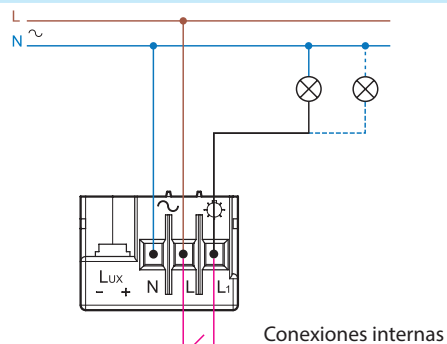 L
N
Lux
- +
N L L1
Conexiones internas